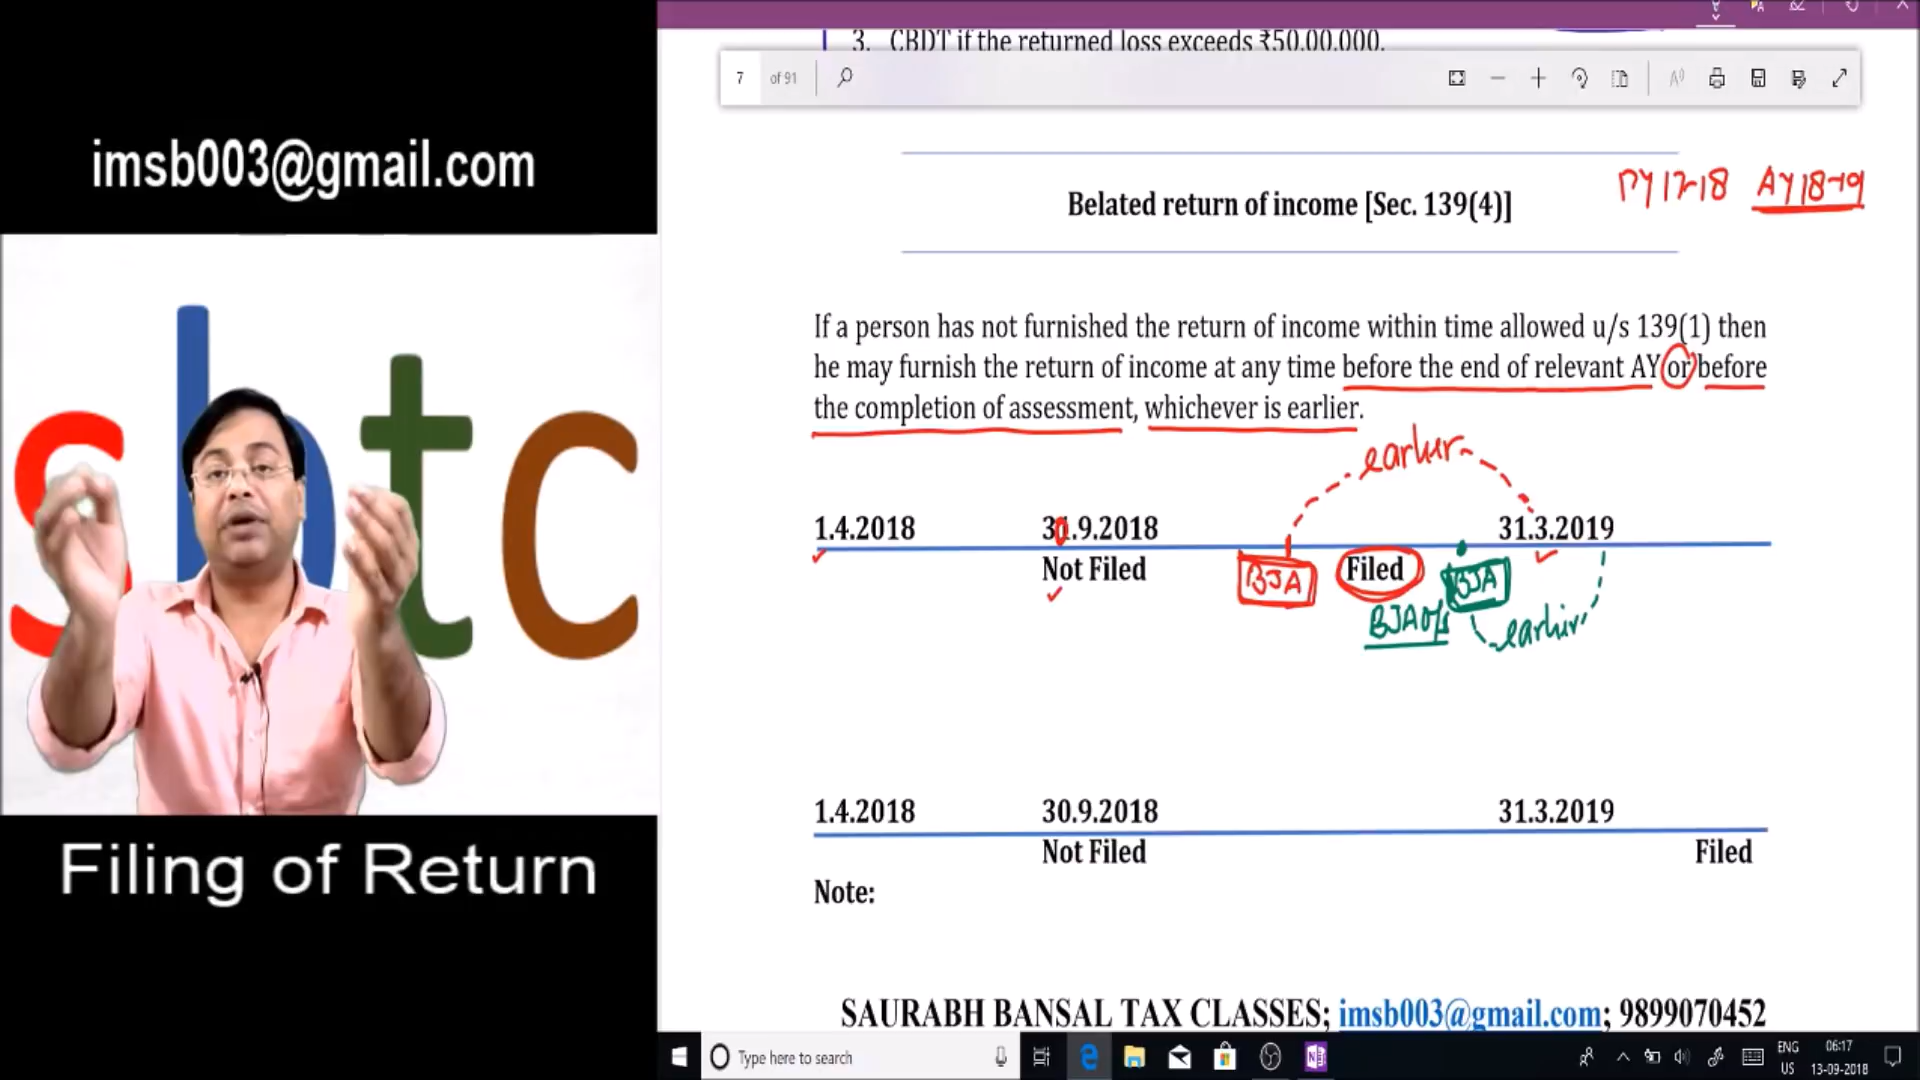 imsb003@gmail.com
sbtc
Filing of Return
3. CBDT if the returned loss exceeds ₹50,00,000.
7 of 91
Belated return of income [Sec. 139(4)]
PY 17-18 AY 18-19
If a person has not furnished the return of income within time allowed u/s 139(1) then
he may furnish the return of income at any time before the end of relevant AY or before
the completion of assessment, whichever is earlier.
earlier
1.4.2018 30.9.2018 31.3.2019
Not Filed BJA Filed BJA
BJA o/s earlier
1.4.2018 30.9.2018 31.3.2019
Not Filed Filed
Note:
SAURABH BANSAL TAX CLASSES; imsb003@gmail.com; 9899070452
Type here to search
ENG
US
06:17
13-09-2018